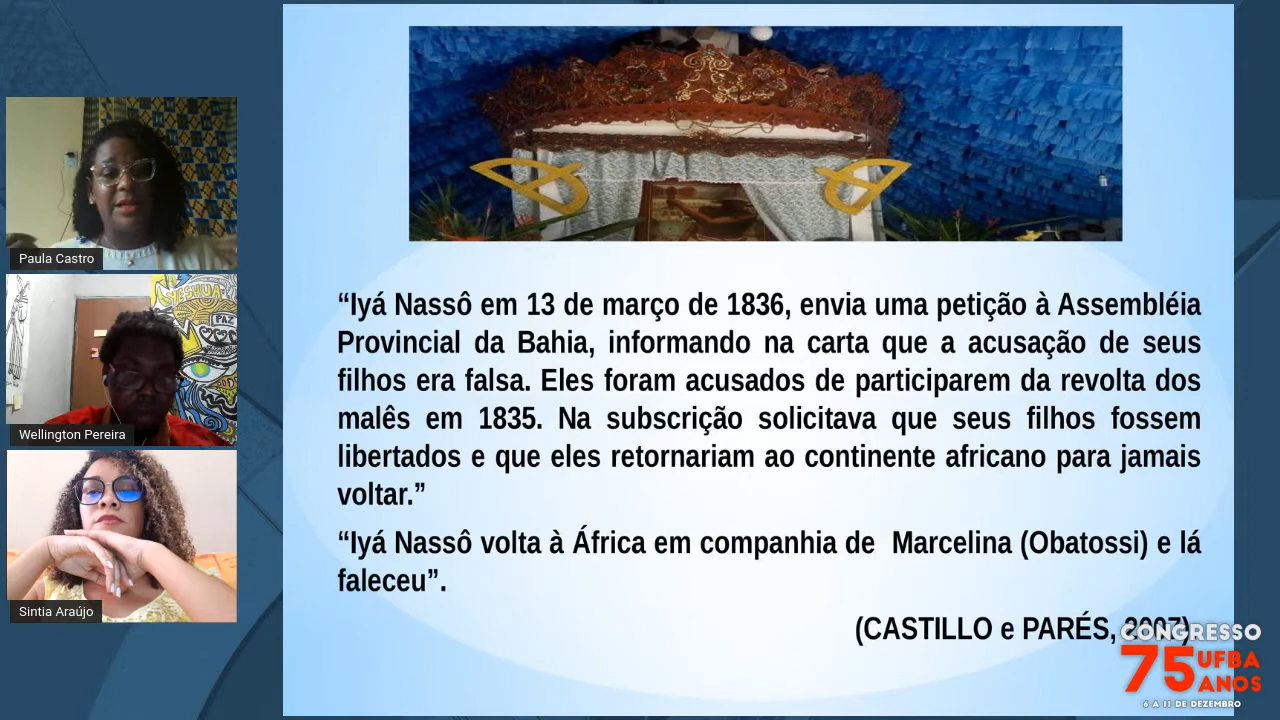 Paula Castro
YESHUA
PAZ
Wellington Pereira
Sintia Araújo
“Iyá Nassô em 13 de março de 1836, envia uma petição à Assembléia
Provincial da Bahia, informando na carta que a acusação de seus
filhos era falsa. Eles foram acusados de participarem da revolta dos
malês em 1835. Na subscrição solicitava que seus filhos fossem
libertados e que eles retornariam ao continente africano para jamais
voltar.”
“Iyá Nassô volta à África em companhia de  Marcelina (Obatossi) e lá
faleceu”.
(CASTILLO e PARÉS, 2007)
CONGRESSO
75 UFBA
ANOS
6 A 11 DE DEZEMBRO